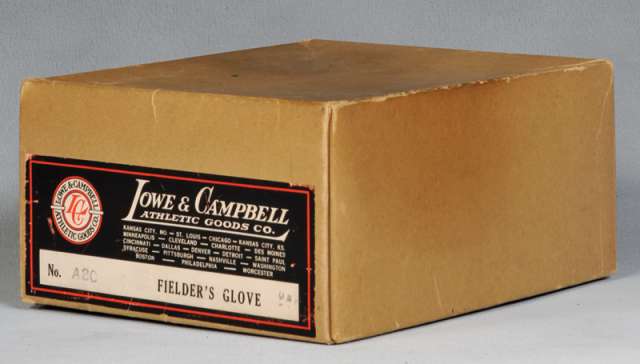 LOWE & CAMPBELL
ATHLETIC GOODS CO.
LC
LOWE & CAMPBELL
ATHLETIC GOODS CO.
KANSAS CITY, MO — ST. LOUIS — CHICAGO — KANSAS CITY, KS.
MINNEAPOLIS — CLEVELAND — CHARLOTTE — DES MOINES
CINCINNATI — DALLAS — DENVER — DETROIT — SAINT PAUL
SYRACUSE — PITTSBURGH — NASHVILLE — WASHINGTON
BOSTON — PHILADELPHIA — WORCESTER
No. A2C
FIELDER'S GLOVE